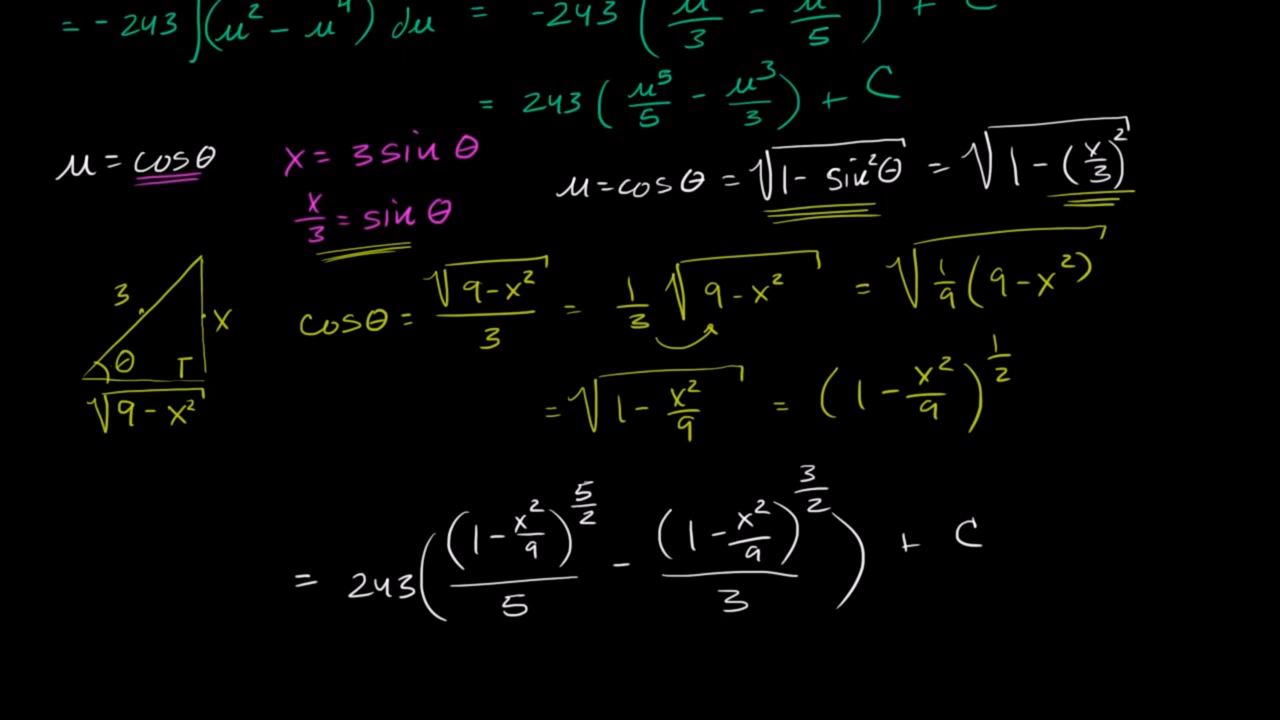 = -243 ∫(u² - u⁴) du = -243 (u/3 - u/5) + C
= 243 (u⁵/5 - u³/3) + C
u = cosθ x = 3 sin θ
u = cos θ = √(1 - sin²θ) = √(1 - (x/3)²)
x/3 = sin θ
3 x θ √(9 - x²)
cosθ = √(9-x²)/3 = 1/3 √(9-x²) = √(1/9 (9-x²))
= √(1 - x²/9) = (1 - x²/9)^(1/2)
= 243 ((1 - x²/9)^(5/2)/5 - (1 - x²/9)^(3/2)/3) + C